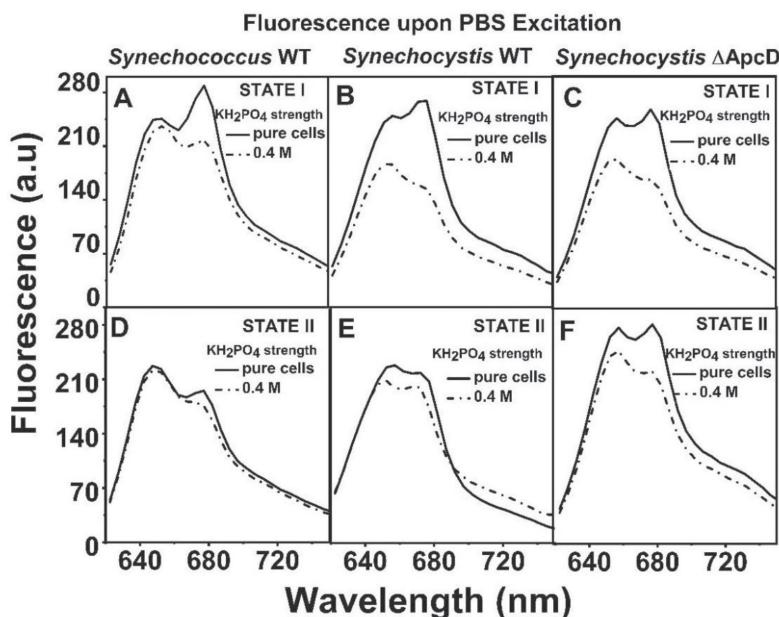 Fluorescence upon PBS Excitation
Synechococcus WT Synechocystis WT Synechocystis ΔApcD
Fluorescence (a.u)
280
210
140
70
0
A
STATE I
KH2PO4 strength
pure cells
0.4 M
B
STATE I
KH2PO4 strength
pure cells
0.4 M
C
STATE I
KH2PO4 strength
pure cells
0.4 M
280
210
140
70
0
D
STATE II
KH2PO4 strength
pure cells
0.4 M
E
STATE II
KH2PO4 strength
pure cells
0.4 M
F
STATE II
KH2PO4 strength
pure cells
0.4 M
640 680 720 640 680 720 640 680 720
Wavelength (nm)